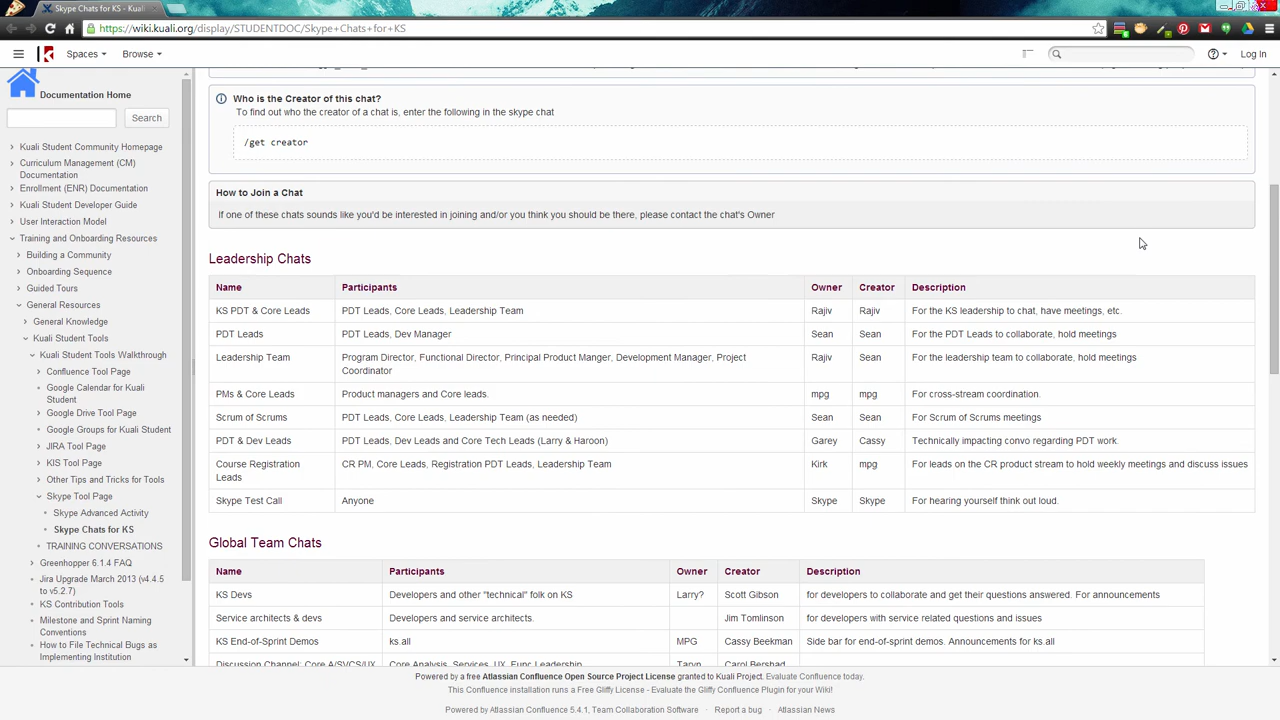 Skype Chats for KS - Kuali
https://wiki.kuali.org/display/STUDENTDOC/Skype+Chats+for+KS
Spaces Browse Log In
Documentation Home
Search
Kuali Student Community Homepage
Curriculum Management (CM)
Documentation
Enrollment (ENR) Documentation
Kuali Student Developer Guide
User Interaction Model
Training and Onboarding Resources
Building a Community
Onboarding Sequence
Guided Tours
General Resources
General Knowledge
Kuali Student Tools
Kuali Student Tools Walkthrough
Confluence Tool Page
Google Calendar for Kuali
Student
Google Drive Tool Page
Google Groups for Kuali Student
JIRA Tool Page
KIS Tool Page
Other Tips and Tricks for Tools
Skype Tool Page
Skype Advanced Activity
Skype Chats for KS
TRAINING CONVERSATIONS
Greenhopper 6.1.4 FAQ
Jira Upgrade March 2013 (v4.4.5
to v5.2.7)
KS Contribution Tools
Milestone and Sprint Naming
Conventions
How to File Technical Bugs as
Implementing Institution
Who is the Creator of this chat?
To find out who the creator of a chat is, enter the following in the skype chat
/get creator
How to Join a Chat
If one of these chats sounds like you'd be interested in joining and/or you think you should be there, please contact the chat's Owner
Leadership Chats
Name Participants Owner Creator Description
KS PDT & Core Leads PDT Leads, Core Leads, Leadership Team Rajiv Rajiv For the KS leadership to chat, have meetings, etc.
PDT Leads PDT Leads, Dev Manager Sean Sean For the PDT Leads to collaborate, hold meetings
Leadership Team Program Director, Functional Director, Principal Product Manger, Development Manager, Project Rajiv Sean For the leadership team to collaborate, hold meetings
Coordinator
PMs & Core Leads Product managers and Core leads. mpg mpg For cross-stream coordination.
Scrum of Scrums PDT Leads, Core Leads, Leadership Team (as needed) Sean Sean For Scrum of Scrums meetings
PDT & Dev Leads PDT Leads, Dev Leads and Core Tech Leads (Larry & Haroon) Garey Cassy Technically impacting convo regarding PDT work.
Course Registration CR PM, Core Leads, Registration PDT Leads, Leadership Team Kirk mpg For leads on the CR product stream to hold weekly meetings and discuss issues
Leads
Skype Test Call Anyone Skype Skype For hearing yourself think out loud.
Global Team Chats
Name Participants Owner Creator Description
KS Devs Developers and other "technical" folk on KS Larry? Scott Gibson for developers to collaborate and get their questions answered. For announcements
Service architects & devs Developers and service architects. Jim Tomlinson for developers with service related questions and issues
KS End-of-Sprint Demos ks.all MPG Cassy Beekman Side bar for end-of-sprint demos. Announcements for ks.all
Discussion Channel: Core A/SVCS/UX Core Analysis, Services, UX, Func Leadership Taryn Carol Bershad
Powered by a free Atlassian Confluence Open Source Project License granted to Kuali Project. Evaluate Confluence today.
This Confluence installation runs a Free Gliffy License - Evaluate the Gliffy Confluence Plugin for your Wiki!
Powered by Atlassian Confluence 5.4.1, Team Collaboration Software · Report a bug · Atlassian News